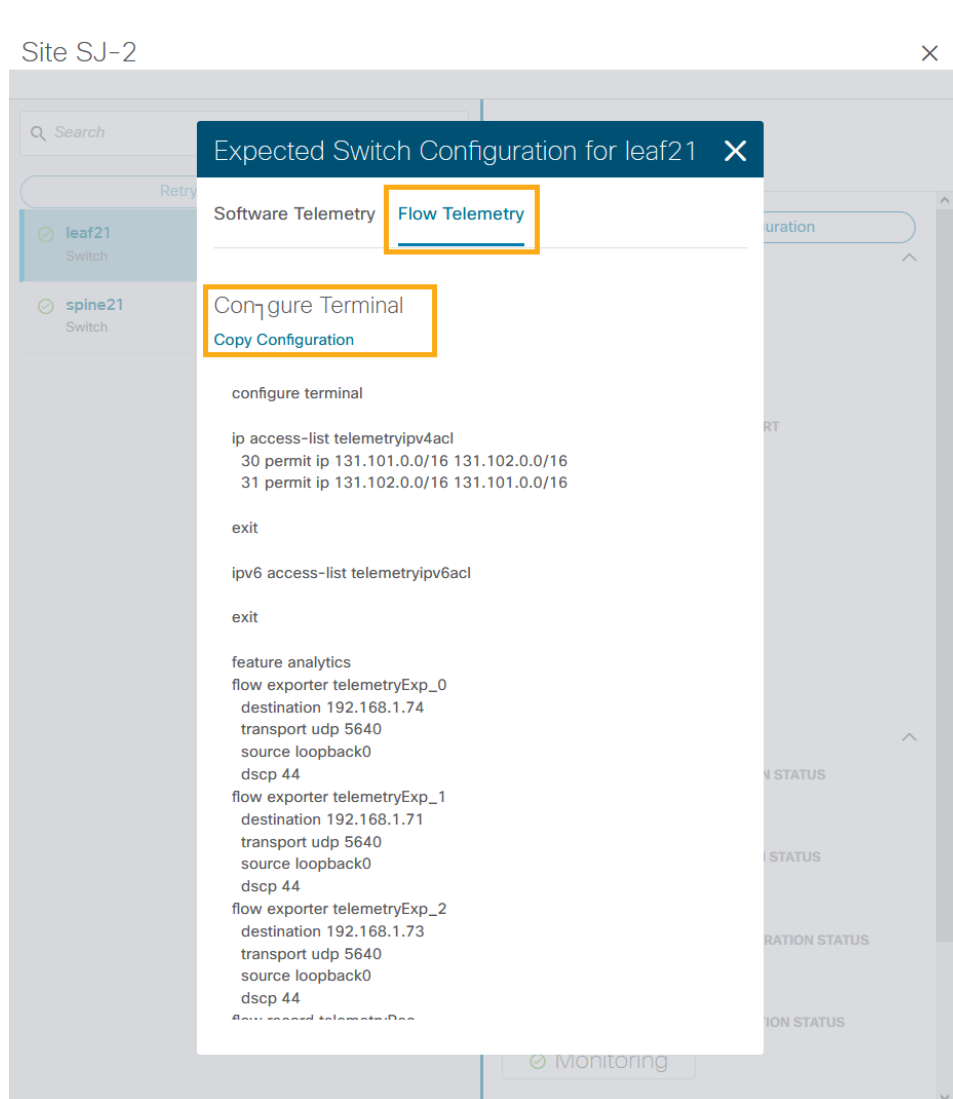 Site SJ-2
Search
Expected Switch Configuration for leaf21
Retry
Software Telemetry
Flow Telemetry
uration
leaf21
Switch
spine21
Switch
Con┐gure Terminal
Copy Configuration
configure terminal
ip access-list telemetryipv4acl
30 permit ip 131.101.0.0/16 131.102.0.0/16
31 permit ip 131.102.0.0/16 131.101.0.0/16
exit
ipv6 access-list telemetryipv6acl
exit
feature analytics
flow exporter telemetryExp_0
destination 192.168.1.74
transport udp 5640
source loopback0
dscp 44
flow exporter telemetryExp_1
destination 192.168.1.71
transport udp 5640
source loopback0
dscp 44
flow exporter telemetryExp_2
destination 192.168.1.73
transport udp 5640
source loopback0
dscp 44
flow record telemetryRec
RT
N STATUS
STATUS
RATION STATUS
ION STATUS
Monitoring